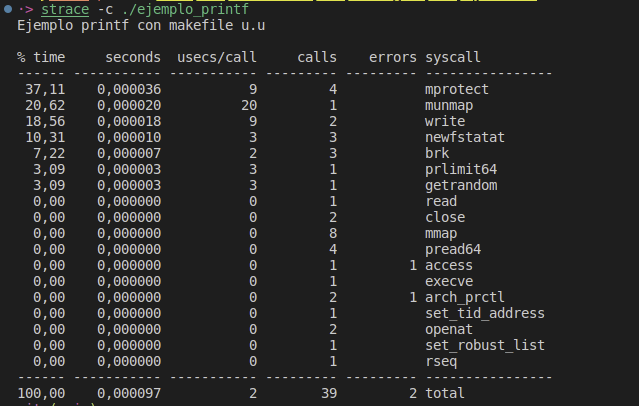 ·> strace -c ./ejemplo_printf
Ejemplo printf con makefile u.u
% time     seconds  usecs/call     calls    errors syscall
------ ----------- ----------- --------- --------- ----------------
 37,11    0,000036           9         4           mprotect
 20,62    0,000020          20         1           munmap
 18,56    0,000018           9         2           write
 10,31    0,000010           3         3           newfstatat
  7,22    0,000007           2         3           brk
  3,09    0,000003           3         1           prlimit64
  3,09    0,000003           3         1           getrandom
  0,00    0,000000           0         1           read
  0,00    0,000000           0         2           close
  0,00    0,000000           0         8           mmap
  0,00    0,000000           0         4           pread64
  0,00    0,000000           0         1         1 access
  0,00    0,000000           0         1           execve
  0,00    0,000000           0         2         1 arch_prctl
  0,00    0,000000           0         1           set_tid_address
  0,00    0,000000           0         2           openat
  0,00    0,000000           0         1           set_robust_list
  0,00    0,000000           0         1           rseq
------ ----------- ----------- --------- --------- ----------------
100,00    0,000097           2        39         2 total